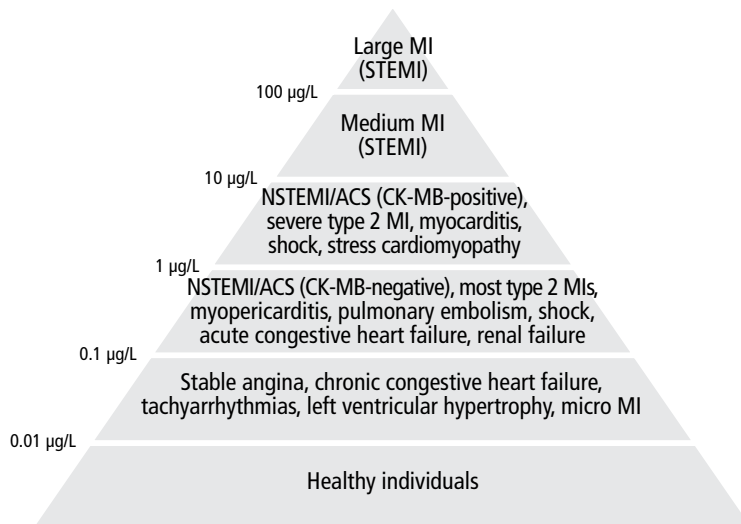 Large MI
(STEMI)
100 µg/L
Medium MI
(STEMI)
10 µg/L
NSTEMI/ACS (CK-MB-positive),
severe type 2 MI, myocarditis,
shock, stress cardiomyopathy
1 µg/L
NSTEMI/ACS (CK-MB-negative), most type 2 MIs,
myopericarditis, pulmonary embolism, shock,
acute congestive heart failure, renal failure
0.1 µg/L
Stable angina, chronic congestive heart failure,
tachyarrhythmias, left ventricular hypertrophy, micro MI
0.01 µg/L
Healthy individuals